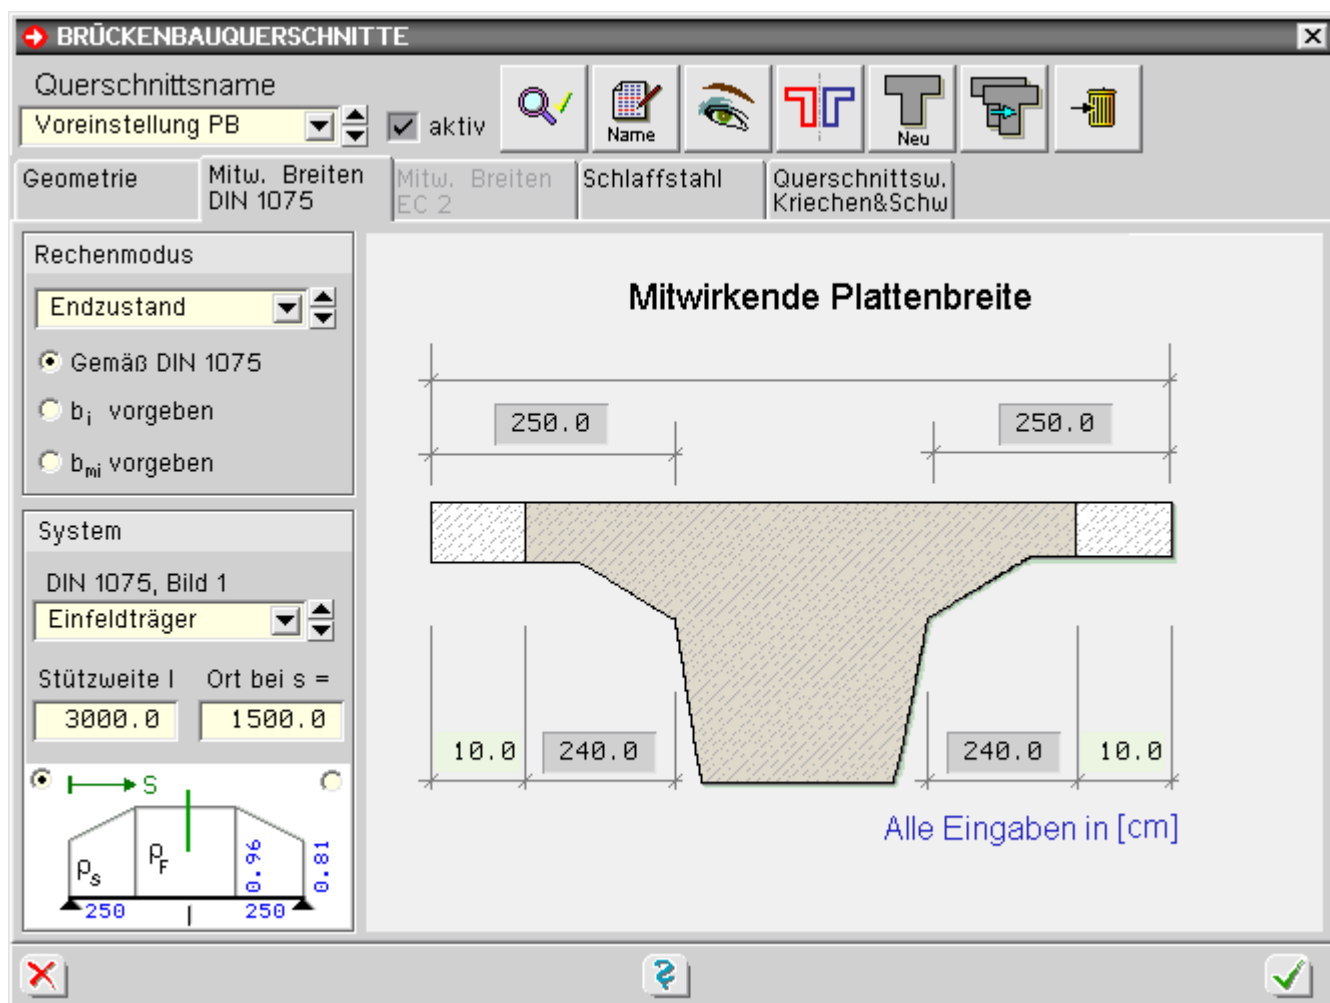 BRÜCKENBAUQUERSCHNITTE
Querschnittsname
Voreinstellung PB
aktiv
Name
Neu
Geometrie
Mitw. Breiten
DIN 1075
Mitw. Breiten
EC 2
Schlaffstahl
Querschnittsw.
Kriechen&Schw
Rechenmodus
Endzustand
Gemäß DIN 1075
bi vorgeben
bmi vorgeben
System
DIN 1075, Bild 1
Einfeldträger
Stützweite l Ort bei s =
3000.0 1500.0
S
ρs ρF 0.96 0.81
250 l 250
Mitwirkende Plattenbreite
250.0 250.0
10.0 240.0 240.0 10.0
Alle Eingaben in [cm]